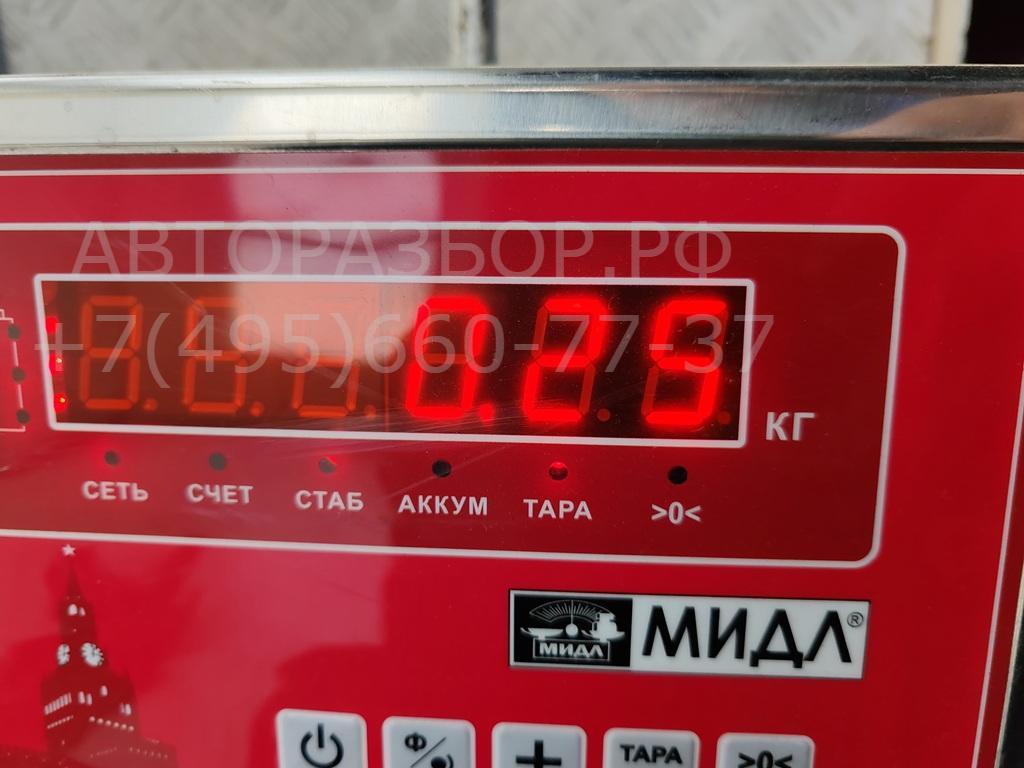 АВТОРАЗБОР.РФ
+7(495)660-77-37
0.25
КГ
СЕТЬ СЧЕТ СТАБ АККУМ ТАРА >0<
МИДЛ МИДЛ®
Ф + ТАРА >0<